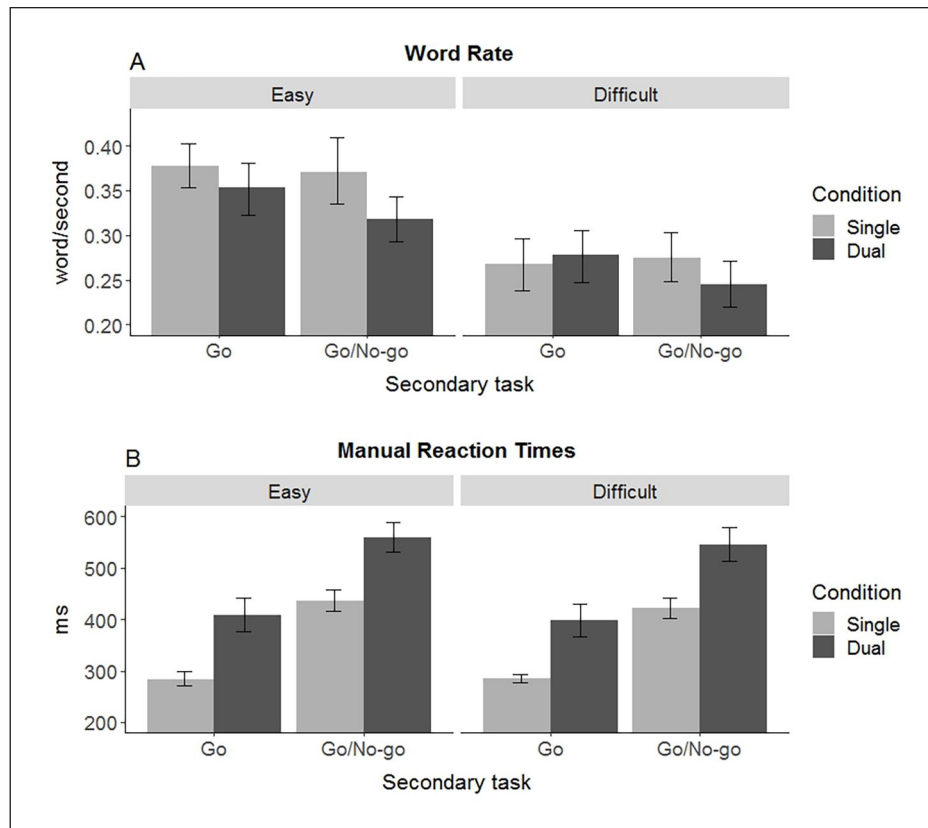 A
Word Rate
Easy
Difficult
word/second
0.40
0.35
0.30
0.25
0.20
Go
Go/No-go
Go
Go/No-go
Secondary task
Condition
Single
Dual
B
Manual Reaction Times
Easy
Difficult
ms
600
500
400
300
200
Go
Go/No-go
Go
Go/No-go
Secondary task
Condition
Single
Dual